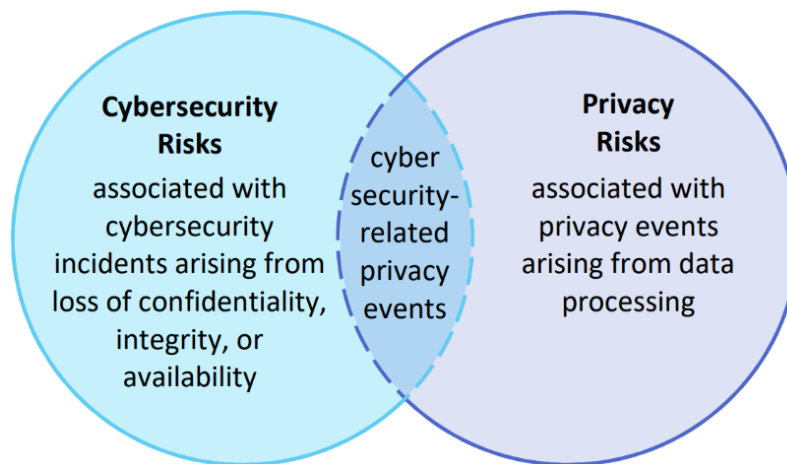 Cybersecurity
Risks
associated with
cybersecurity
incidents arising from
loss of confidentiality,
integrity, or
availability
cyber
security-
related
privacy
events
Privacy
Risks
associated with
privacy events
arising from data
processing